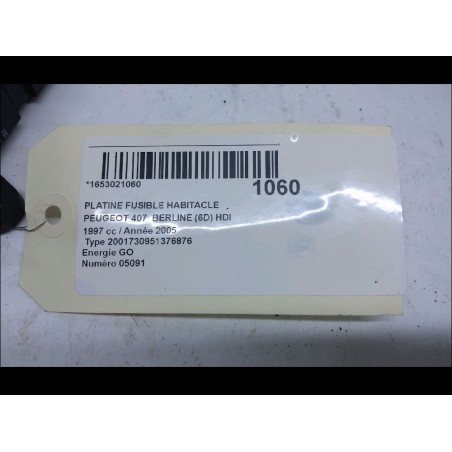 *1653021060
1060
PLATINE FUSIBLE HABITACLE
PEUGEOT 407 BERLINE (6D) HDI
1997 cc / Année 2005
Type 2001730951376876
Energie GO
Numéro 05091